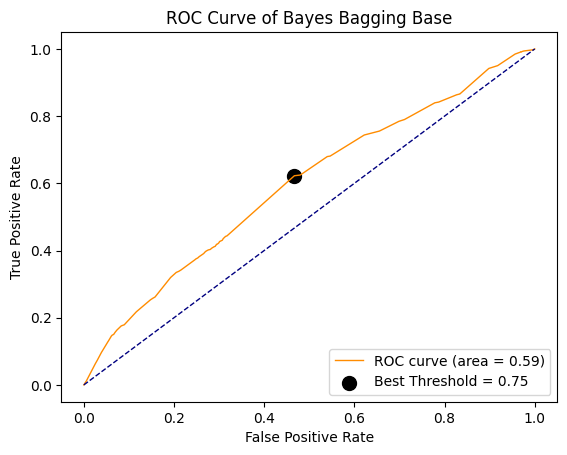 ROC Curve of Bayes Bagging Base
True Positive Rate
1.0
0.8
0.6
0.4
0.2
0.0
ROC curve (area = 0.59)
Best Threshold = 0.75
0.0 0.2 0.4 0.6 0.8 1.0
False Positive Rate